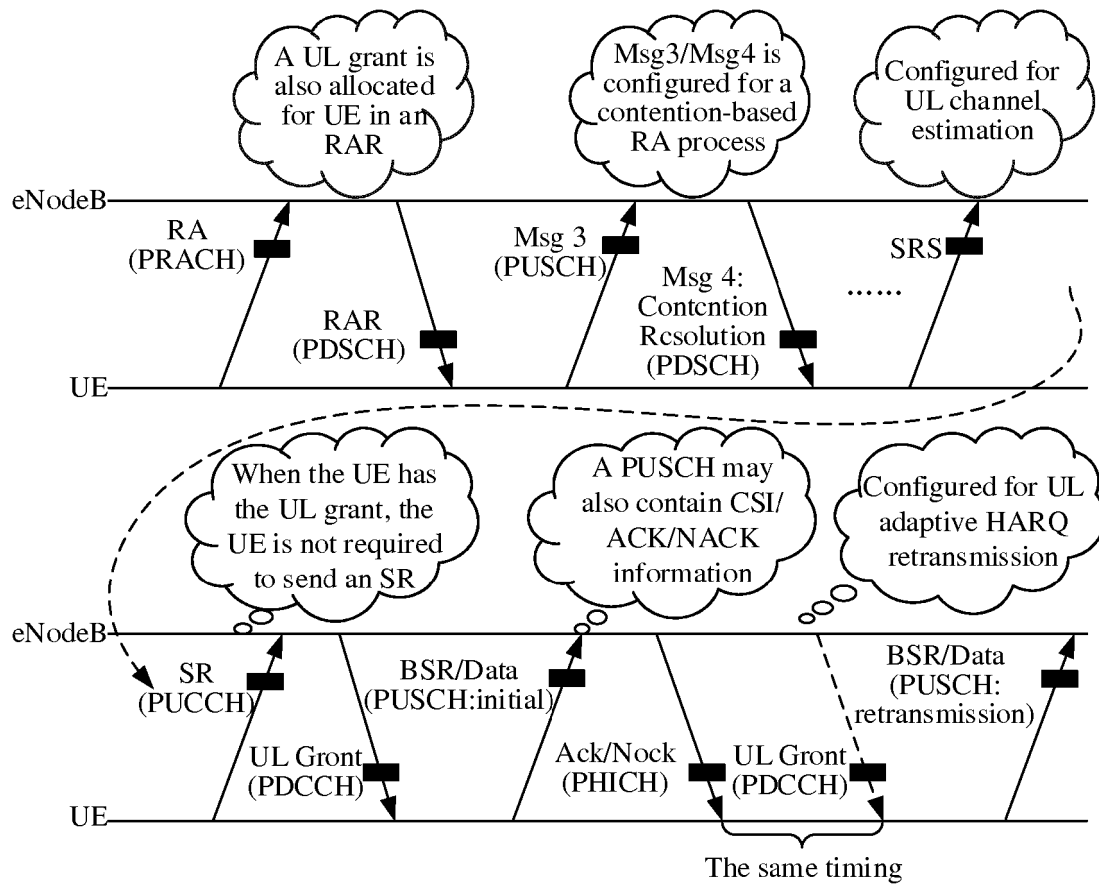 A UL grant is
also allocated
for UE in an
RAR
Msg3/Msg4 is
configured for a
contention-based
RA process
Configured for
UL channel
estimation
eNodeB
RA
(PRACH)
RAR
(PDSCH)
Msg 3
(PUSCH)
Msg 4:
Contcntion
Rcsolution
(PDSCH)
......
SRS
UE
When the UE has
the UL grant, the
UE is not required
to send an SR
A PUSCH may
also contain CSI/
ACK/NACK
information
Configured for UL
adaptive HARQ
retransmission
eNodeB
SR
(PUCCH)
UL Gront
(PDCCH)
BSR/Data
(PUSCH:initial)
Ack/Nock
(PHICH)
UL Gront
(PDCCH)
BSR/Data
(PUSCH:
retransmission)
UE
The same timing